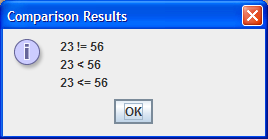 Comparison Results
23 != 56
23 < 56
23 <= 56
OK